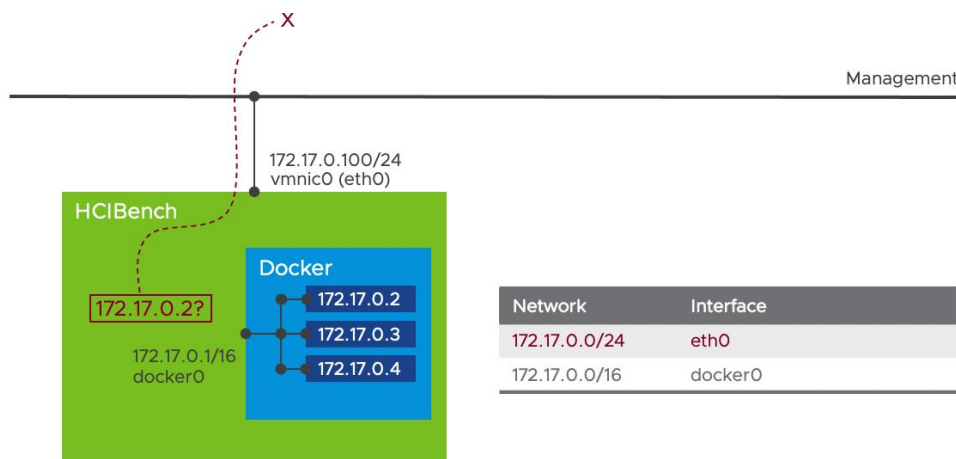 X
Management
172.17.0.100/24
vmnic0 (eth0)
HCIBench
Docker
172.17.0.2?
172.17.0.2
172.17.0.3
172.17.0.4
172.17.0.1/16
docker0
Network Interface
172.17.0.0/24 eth0
172.17.0.0/16 docker0